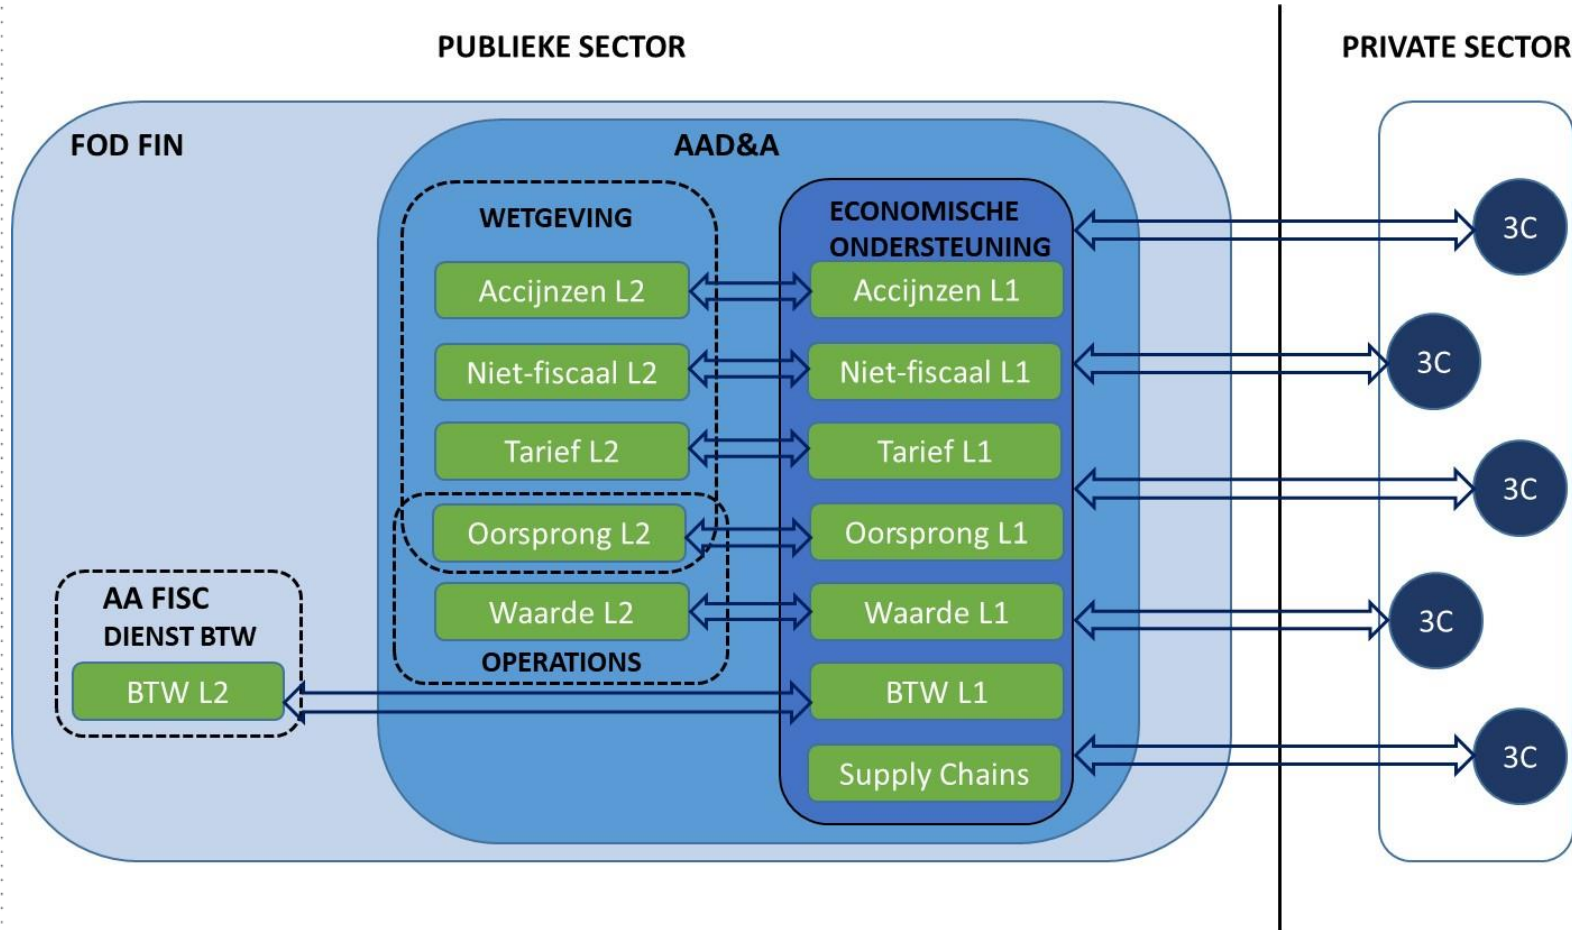 PUBLIEKE SECTOR
PRIVATE SECTOR
FOD FIN
AAD&A
WETGEVING
ECONOMISCHE
ONDERSTEUNING
Accijnzen L2
Accijnzen L1
Niet-fiscaal L2
Niet-fiscaal L1
Tarief L2
Tarief L1
Oorsprong L2
Oorsprong L1
Waarde L2
Waarde L1
OPERATIONS
AA FISC
DIENST BTW
BTW L2
BTW L1
Supply Chains
3C
3C
3C
3C
3C